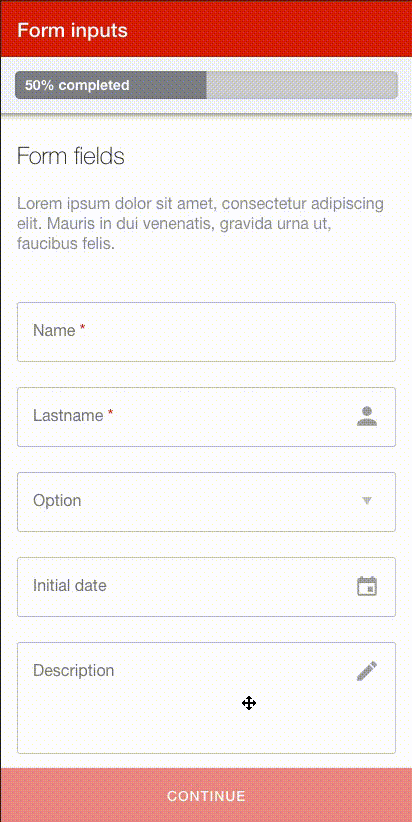 Form inputs
50% completed
Form fields
Lorem ipsum dolor sit amet, consectetur adipiscing
elit. Mauris in dui venenatis, gravida urna ut,
faucibus felis.
Name *
Lastname *
Option
Initial date
Description
CONTINUE